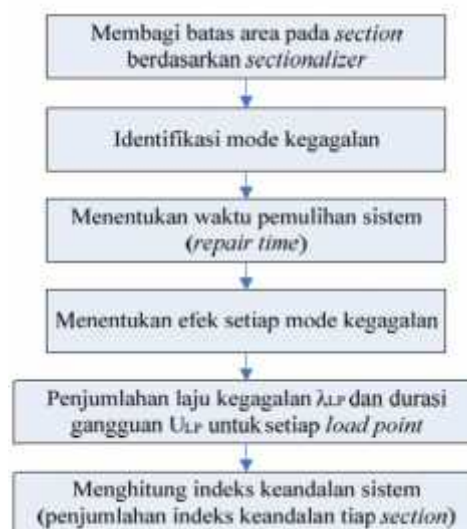 Membagi batas area pada section
berdasarkan sectionalizer
Identifikasi mode kegagalan
Menentukan waktu pemulihan sistem
(repair time)
Menentukan efek setiap mode kegagalan
Penjumlahan laju kegagalan λLP dan durasi
gangguan ULP untuk setiap load point
Menghitung indeks keandalan sistem
(penjumlahan indeks keandalan tiap section)